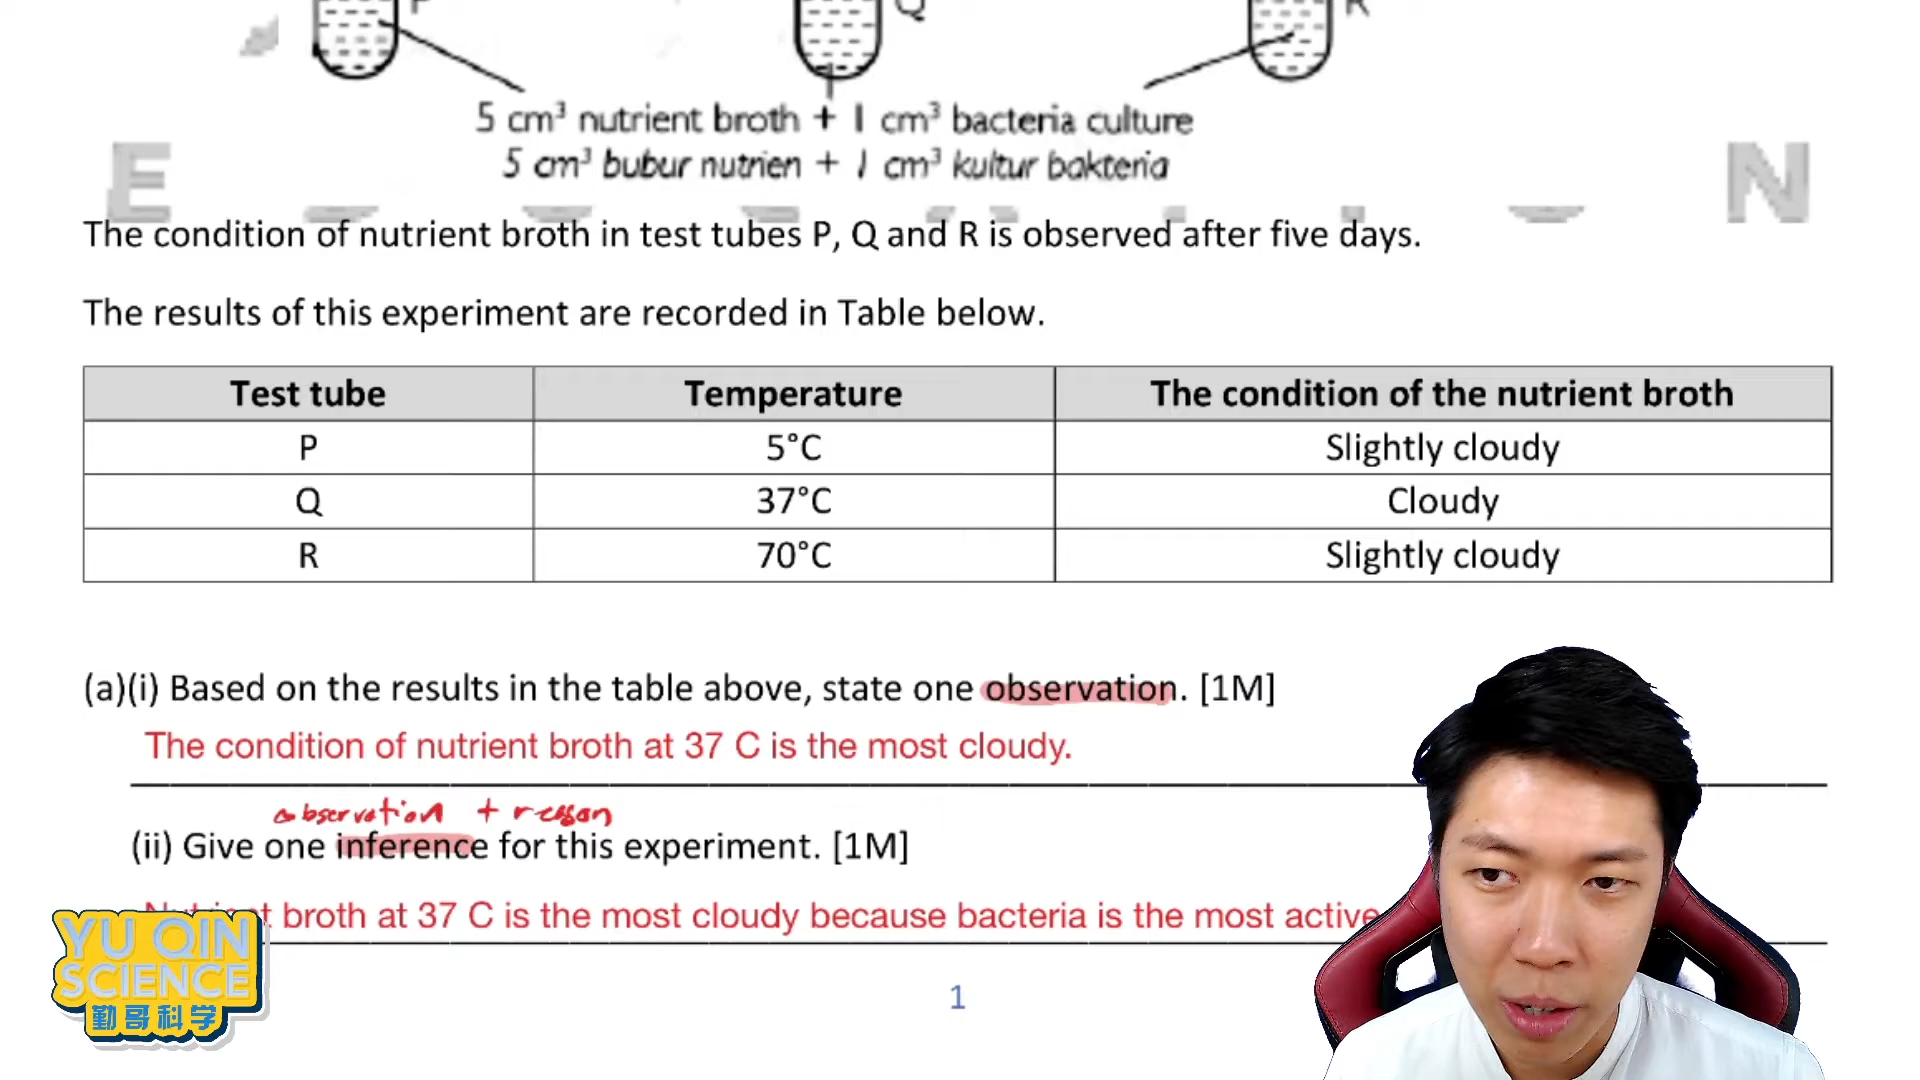 P Q R
5 cm³ nutrient broth + 1 cm³ bacteria culture
5 cm³ bubur nutrien + 1 cm³ kultur bakteria
E N
The condition of nutrient broth in test tubes P, Q and R is observed after five days.
The results of this experiment are recorded in Table below.
Test tube Temperature The condition of the nutrient broth
P 5°C Slightly cloudy
Q 37°C Cloudy
R 70°C Slightly cloudy
(a)(i) Based on the results in the table above, state one observation. [1M]
The condition of nutrient broth at 37 C is the most cloudy.
observation + reason
(ii) Give one inference for this experiment. [1M]
broth at 37 C is the most cloudy because bacteria is the most active
YU QIN
SCIENCE
勤哥科学
1